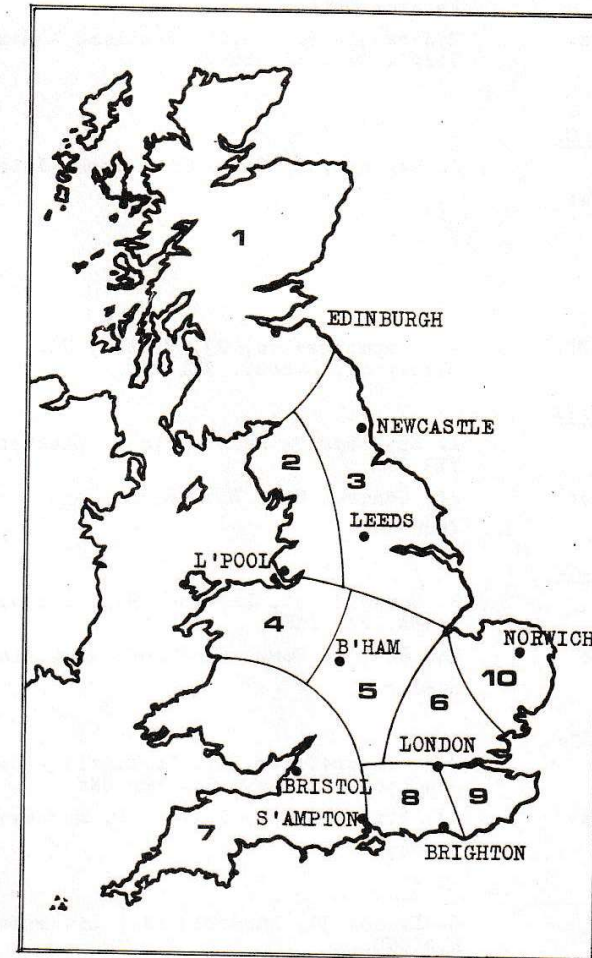 1
EDINBURGH
NEWCASTLE
2
3
LEEDS
L'POOL
4
B'HAM
NORWICH
5
10
6
LONDON
BRISTOL
8
9
S'AMPTON
7
BRIGHTON